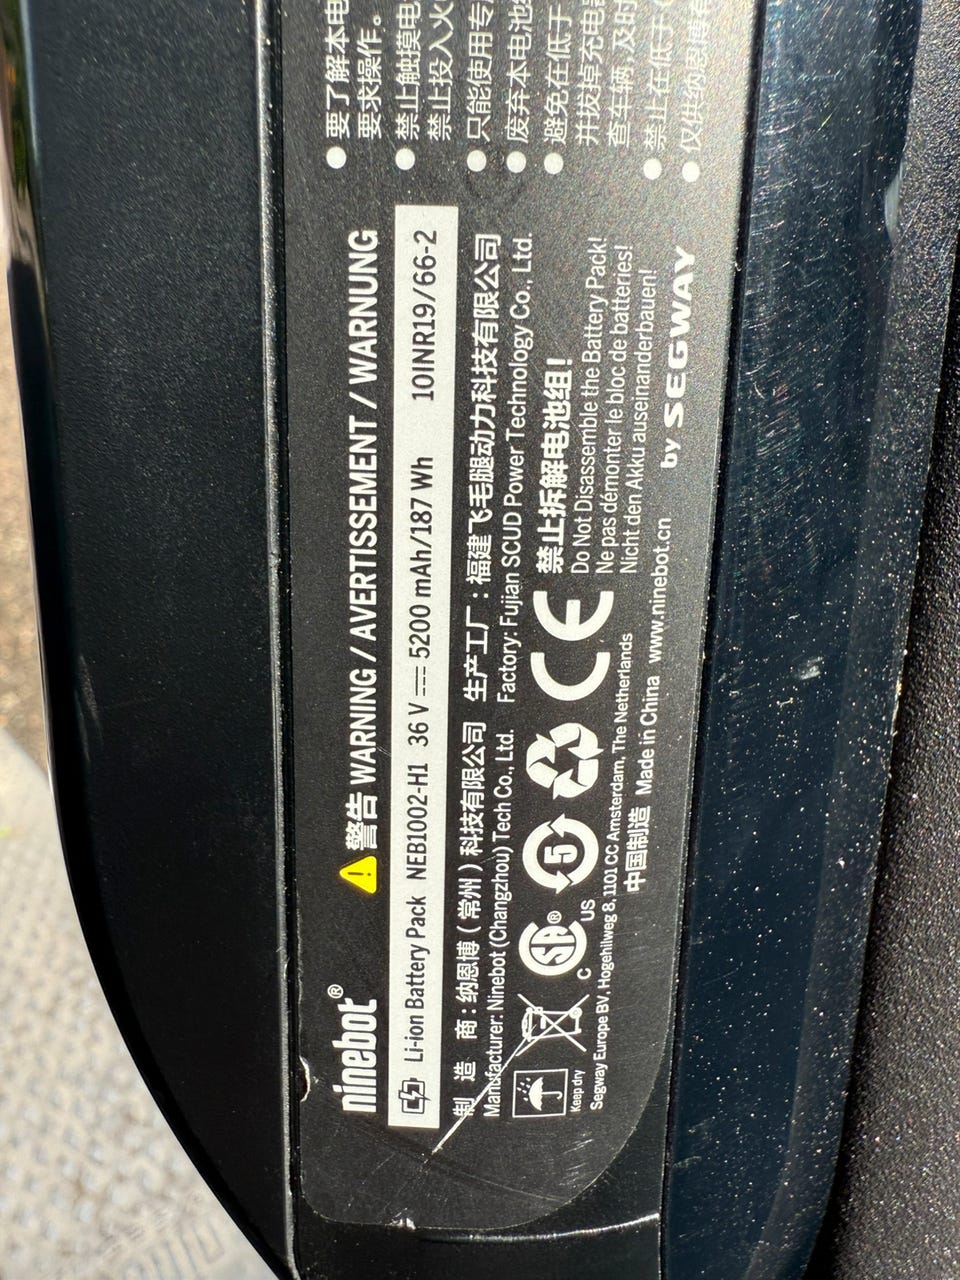 ninebot®
警告 WARNING / AVERTISSEMENT / WARNUNG
Li-ion Battery Pack NEB1002-H1 36 V ⎓ 5200 mAh/187 Wh 10INR19/66-2
制 造 商：纳恩博（常州）科技有限公司 生产工厂：福建飞毛腿动力科技有限公司
Manufacturer: Ninebot (Changzhou) Tech Co., Ltd. Factory: Fujian SCUD Power Technology Co., Ltd.
Keep dry
C SA ® US
5
CE
禁止拆解电池组！
Do Not Disassemble the Battery Pack!
Ne pas démonter le bloc de batteries!
Nicht den Akku auseinanderbauen!
Segway Europe BV, Hogehilweg 8, 1101 CC Amsterdam, The Netherlands
中国制造 Made in China www.ninebot.cn
by SEGWAY
● 要了解本电
要求操作。
● 禁止触摸电
禁止投入火
● 只能使用专
● 废弃本电池
● 避免在低于
并拔掉充电器
查车辆，及时
● 禁止在低于
● 仅供纳恩博